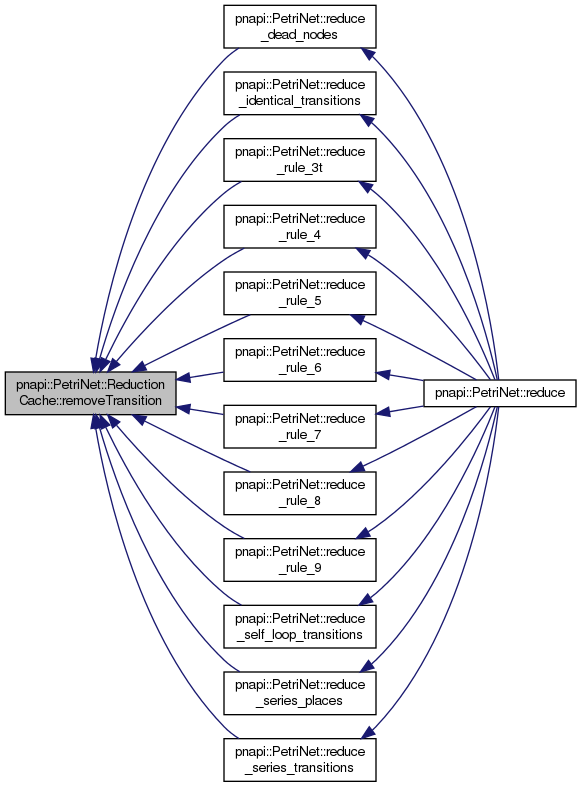 pnapi::PetriNet::reduce
_dead_nodes
pnapi::PetriNet::reduce
_identical_transitions
pnapi::PetriNet::reduce
_rule_3t
pnapi::PetriNet::reduce
_rule_4
pnapi::PetriNet::reduce
_rule_5
pnapi::PetriNet::reduce
_rule_6
pnapi::PetriNet::Reduction
Cache::removeTransition
pnapi::PetriNet::reduce
pnapi::PetriNet::reduce
_rule_7
pnapi::PetriNet::reduce
_rule_8
pnapi::PetriNet::reduce
_rule_9
pnapi::PetriNet::reduce
_self_loop_transitions
pnapi::PetriNet::reduce
_series_places
pnapi::PetriNet::reduce
_series_transitions